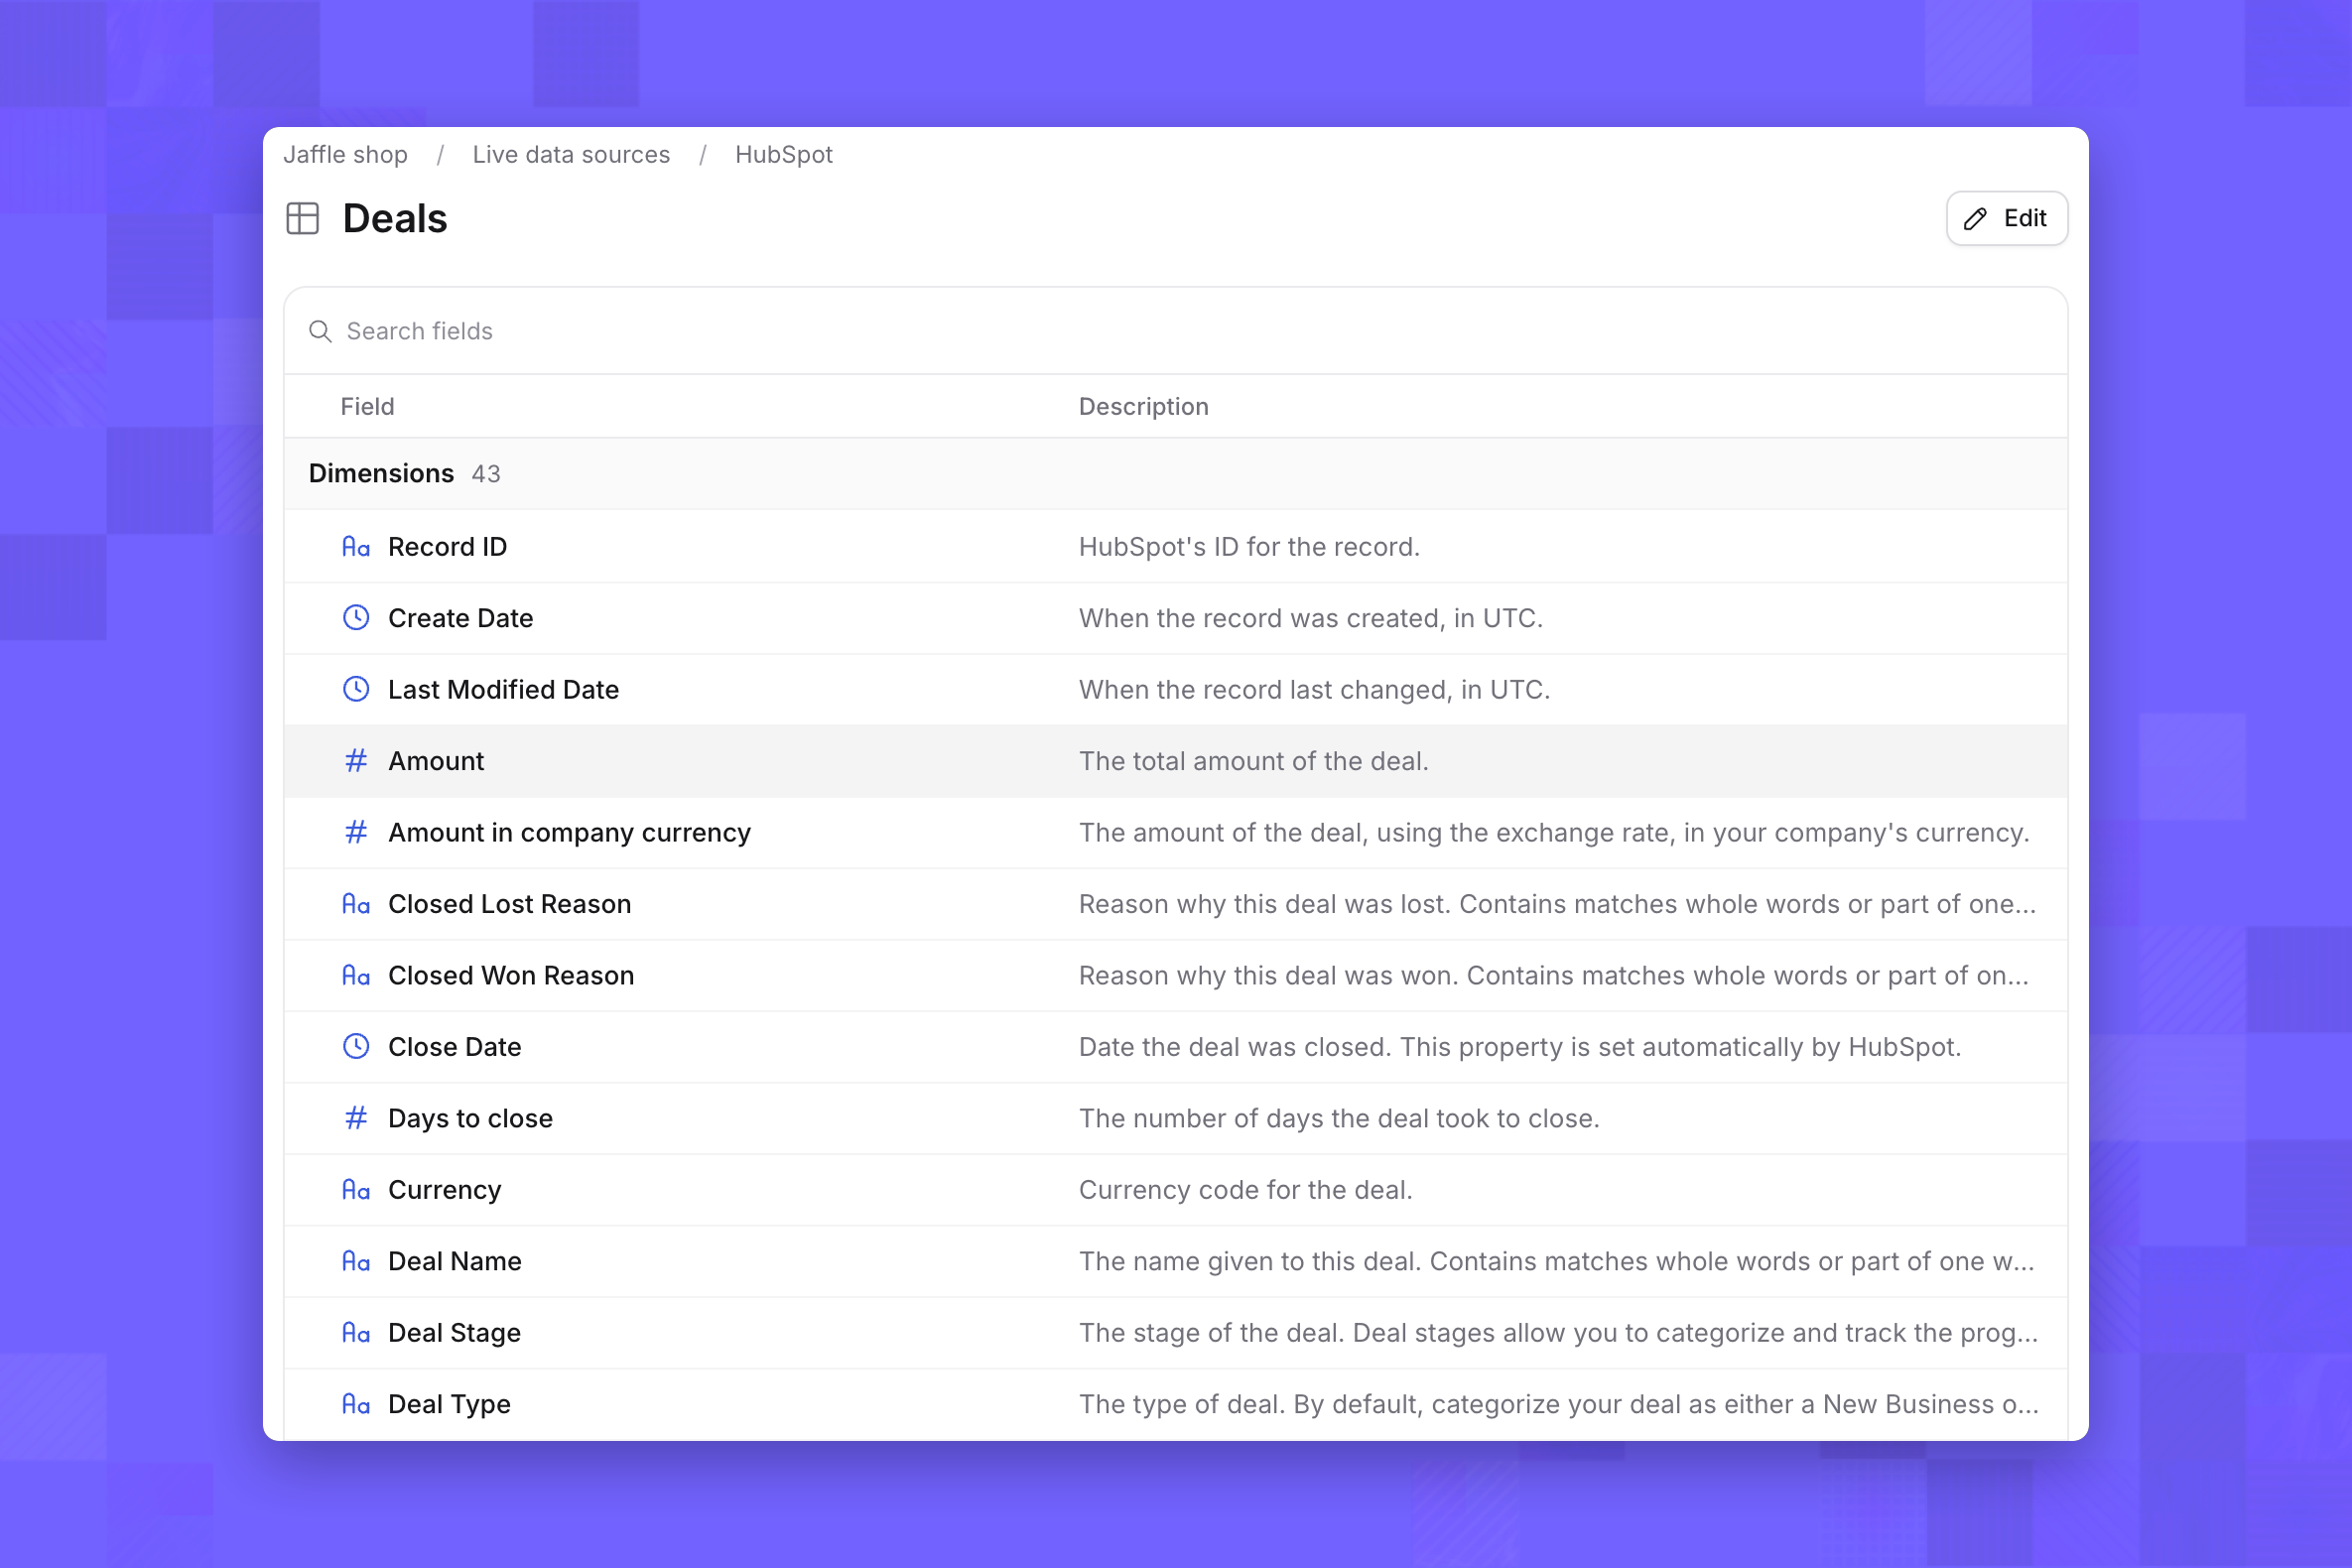 Jaffle shop / Live data sources / HubSpot
Deals
Edit
Search fields
Field Description
Dimensions 43
Aa Record ID HubSpot's ID for the record.
Create Date When the record was created, in UTC.
Last Modified Date When the record last changed, in UTC.
# Amount The total amount of the deal.
# Amount in company currency The amount of the deal, using the exchange rate, in your company's currency.
Aa Closed Lost Reason Reason why this deal was lost. Contains matches whole words or part of one...
Aa Closed Won Reason Reason why this deal was won. Contains matches whole words or part of on...
Close Date Date the deal was closed. This property is set automatically by HubSpot.
# Days to close The number of days the deal took to close.
Aa Currency Currency code for the deal.
Aa Deal Name The name given to this deal. Contains matches whole words or part of one w...
Aa Deal Stage The stage of the deal. Deal stages allow you to categorize and track the prog...
Aa Deal Type The type of deal. By default, categorize your deal as either a New Business o...